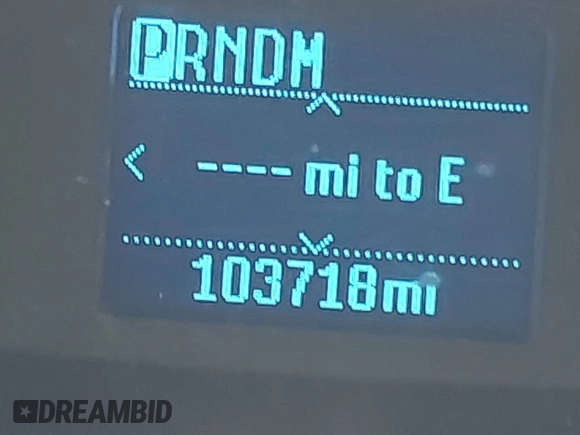 PRNDM
---- mi to E
103718mi
DREAMBID